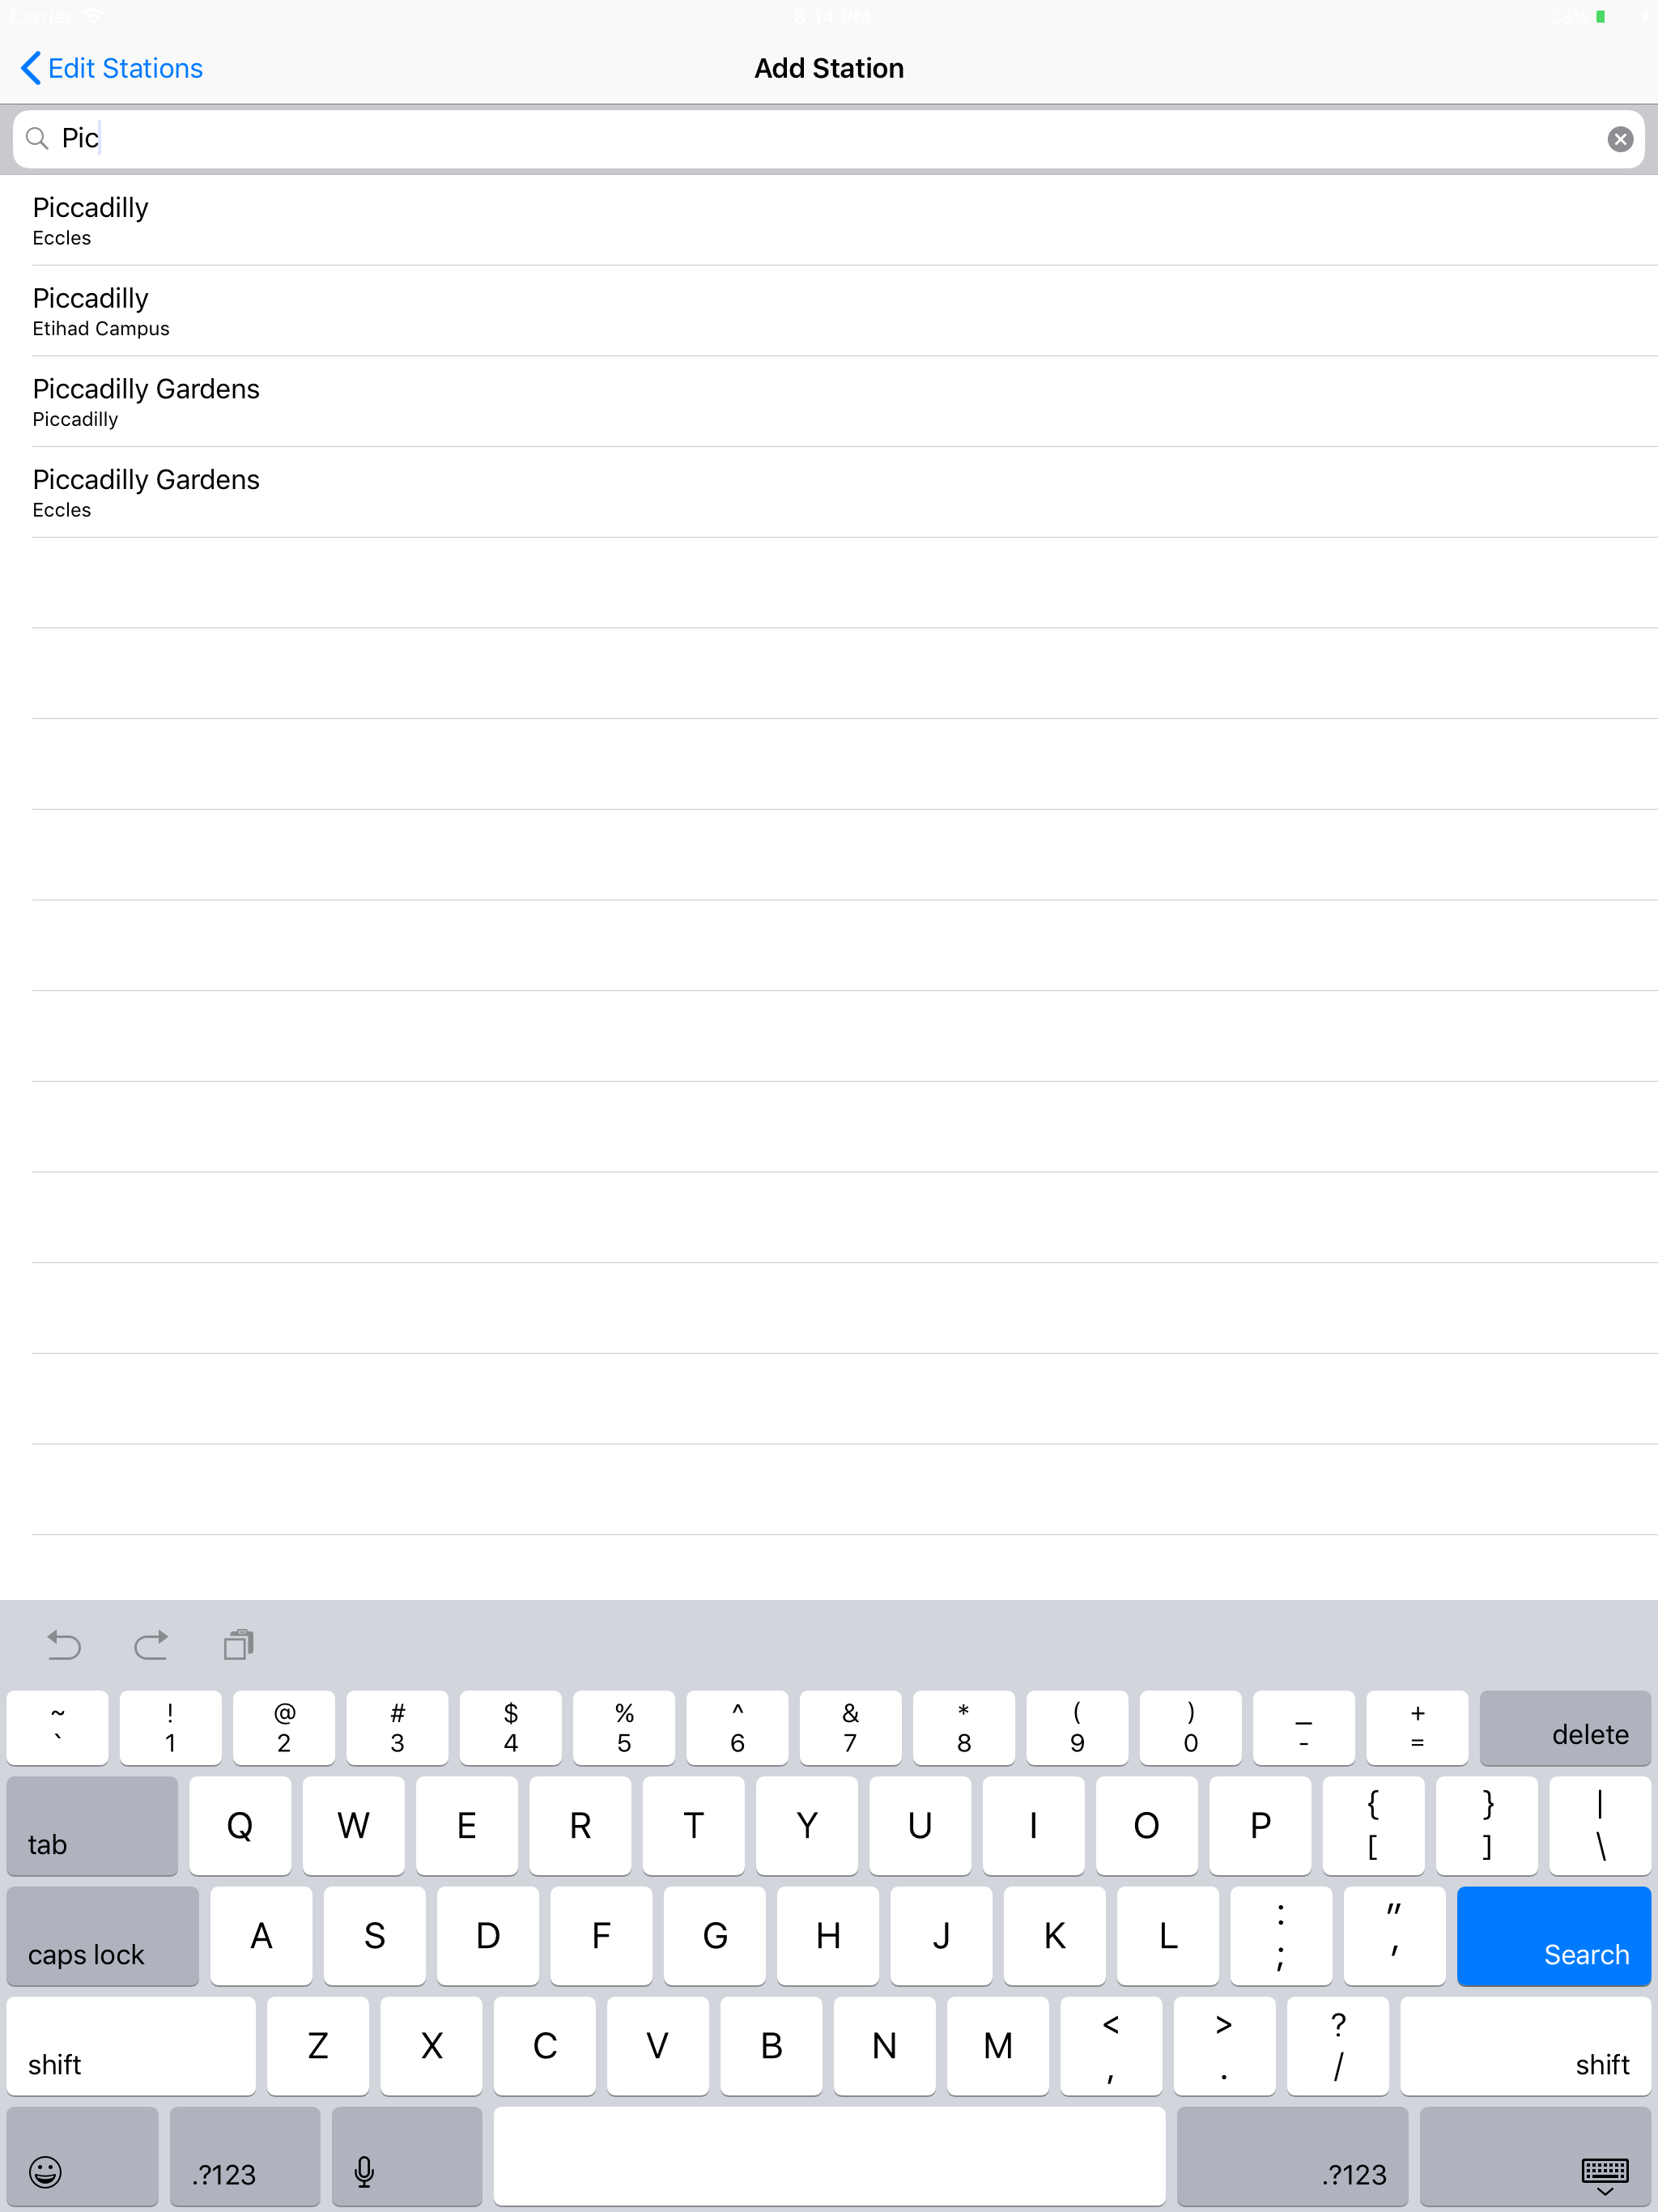 Carrier 8:14 PM 23%
Edit Stations Add Station
Pic
Piccadilly
Eccles
Piccadilly
Etihad Campus
Piccadilly Gardens
Piccadilly
Piccadilly Gardens
Eccles
~ ! @ # $ % ^ & * ( ) _ +
` 1 2 3 4 5 6 7 8 9 0 - = delete
tab Q W E R T Y U I O P { [ } ] | \
caps lock A S D F G H J K L : ; " ' Search
shift Z X C V B N M < , > . ? / shift
.?123 .?123